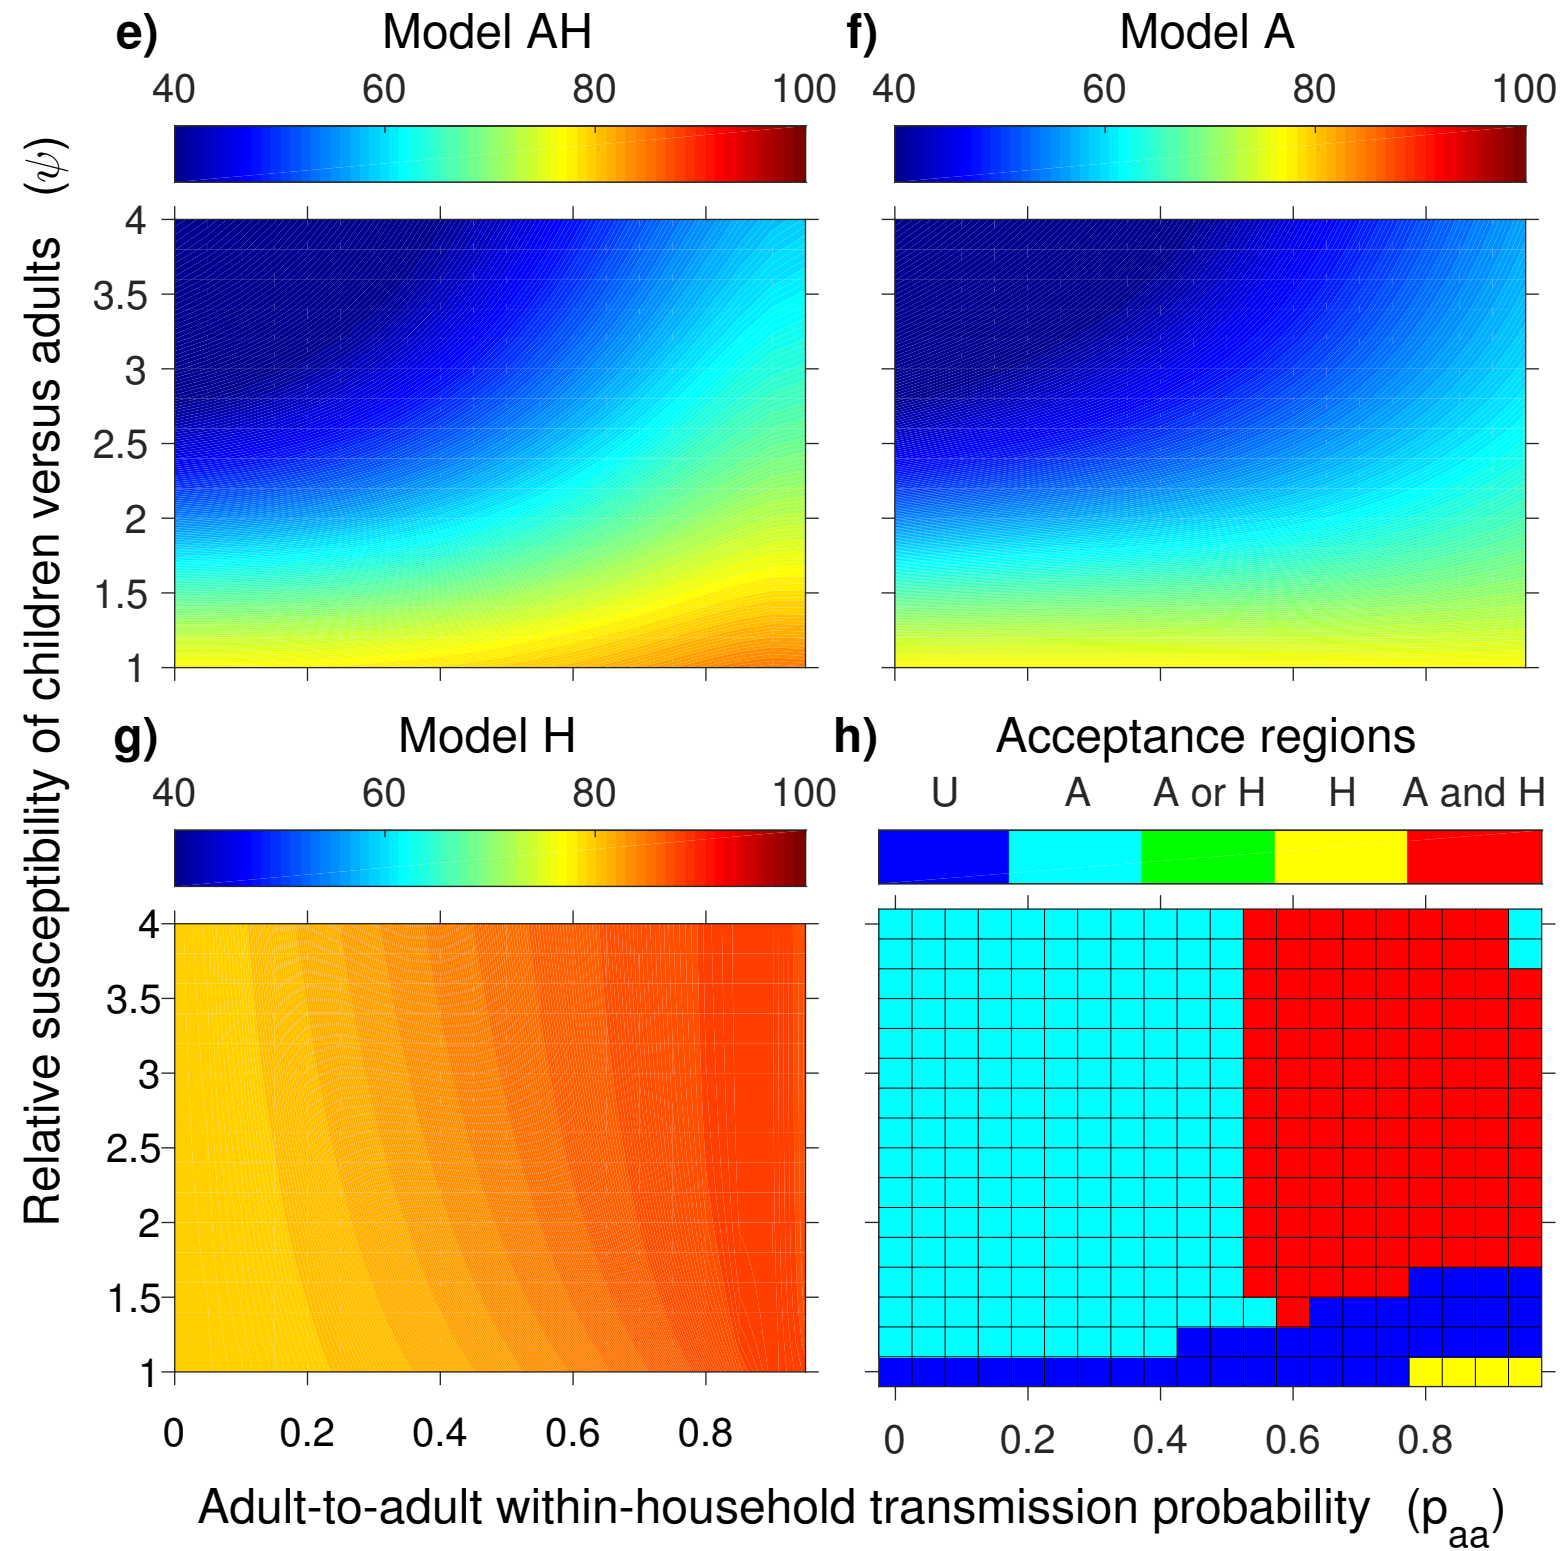 e) Model AH
40 60 80 100
f) Model A
40 60 80 100
Relative susceptibility of children versus adults (ψ)
4
3.5
3
2.5
2
1.5
1
g) Model H
40 60 80 100
h) Acceptance regions
U A A or H H A and H
4
3.5
3
2.5
2
1.5
1
0 0.2 0.4 0.6 0.8
0 0.2 0.4 0.6 0.8
Adult-to-adult within-household transmission probability (p_aa)